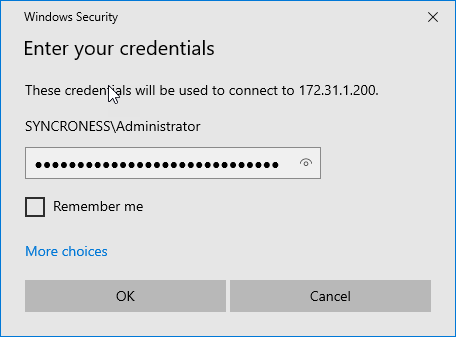 Windows Security
Enter your credentials
These credentials will be used to connect to 172.31.1.200.
SYNCRONESS\Administrator
●●●●●●●●●●●●●●●●●●●●●●●●●●●●●
Remember me
More choices
OK
Cancel